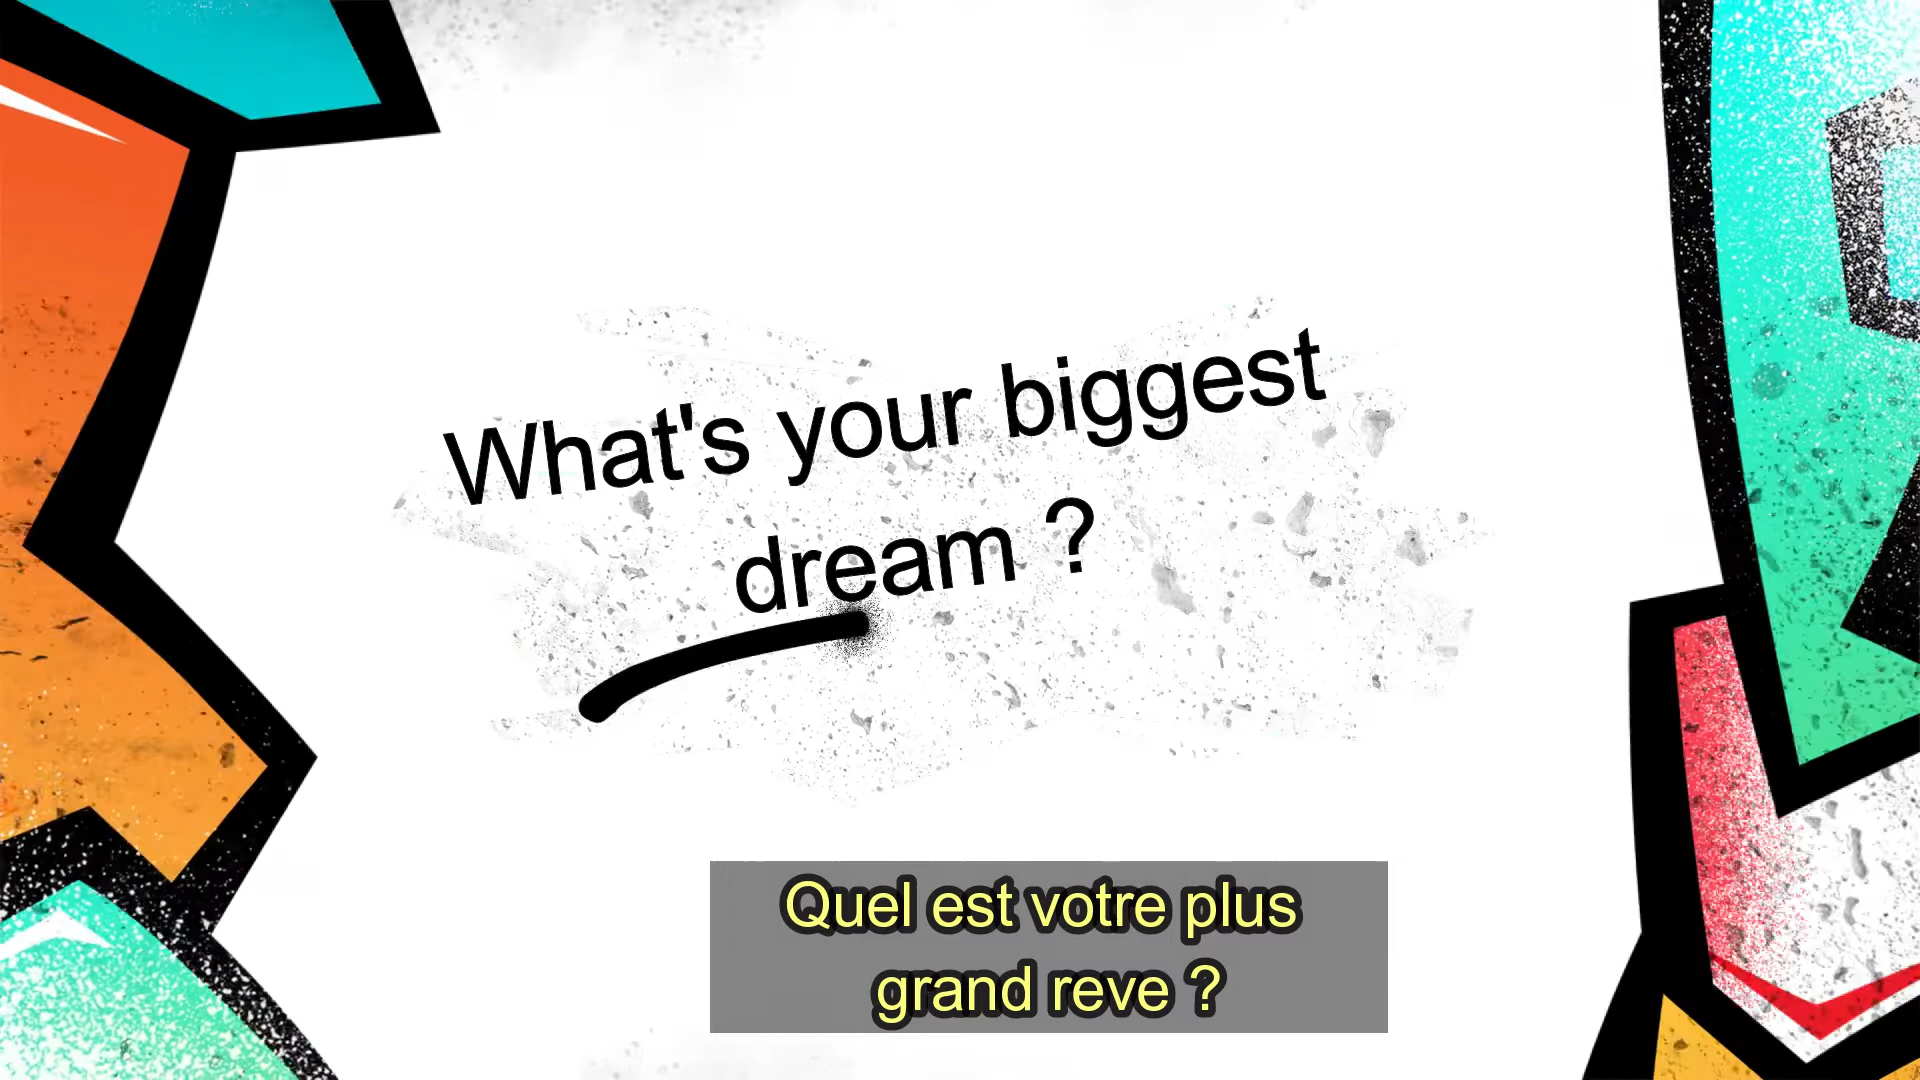 What's your biggest
dream ?
Quel est votre plus
grand reve ?